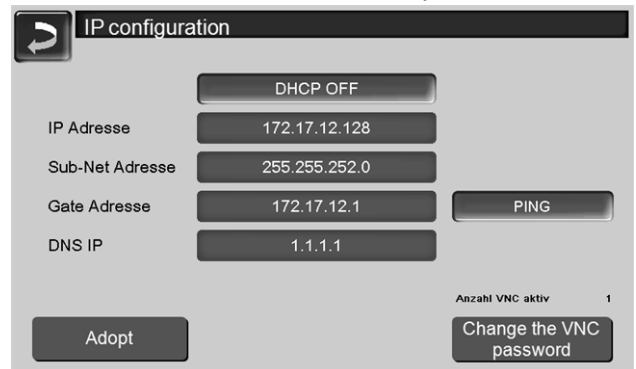 IP configuration
DHCP OFF
IP Adresse 172.17.12.128
Sub-Net Adresse 255.255.252.0
Gate Adresse 172.17.12.1 PING
DNS IP 1.1.1.1
Anzahl VNC aktiv 1
Adopt
Change the VNC
password